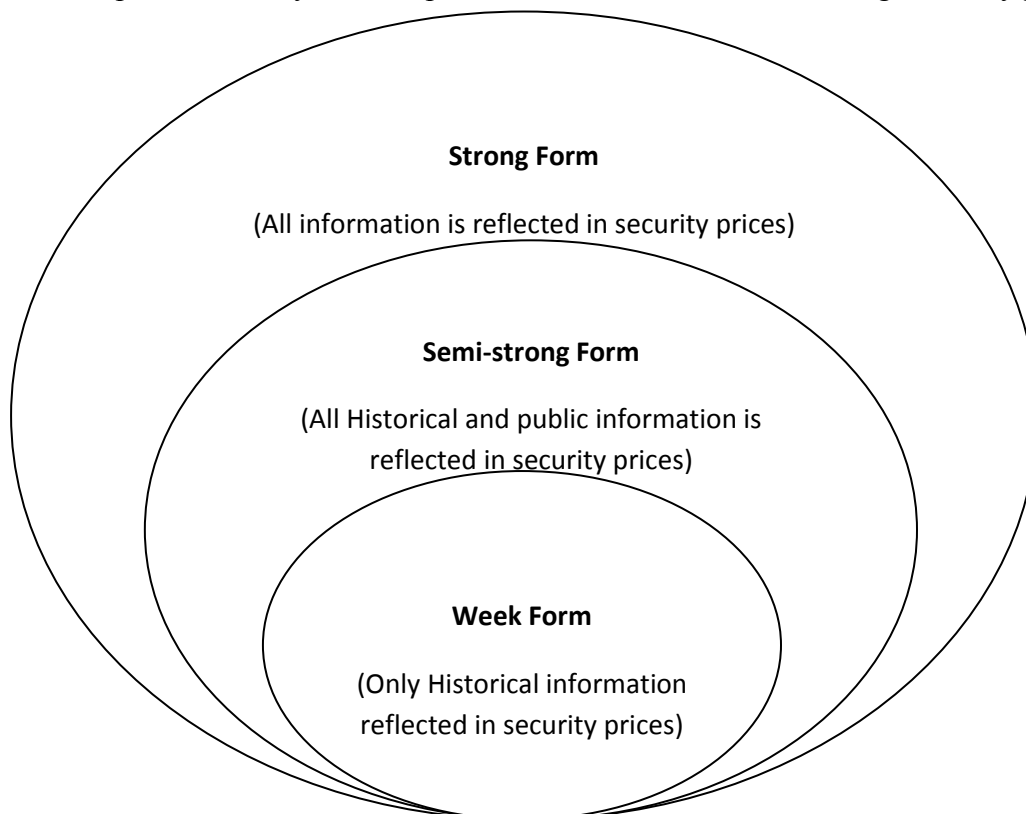 Strong Form
(All information is reflected in security prices)
Semi-strong Form
(All Historical and public information is
reflected in security prices)
Week Form
(Only Historical information
reflected in security prices)